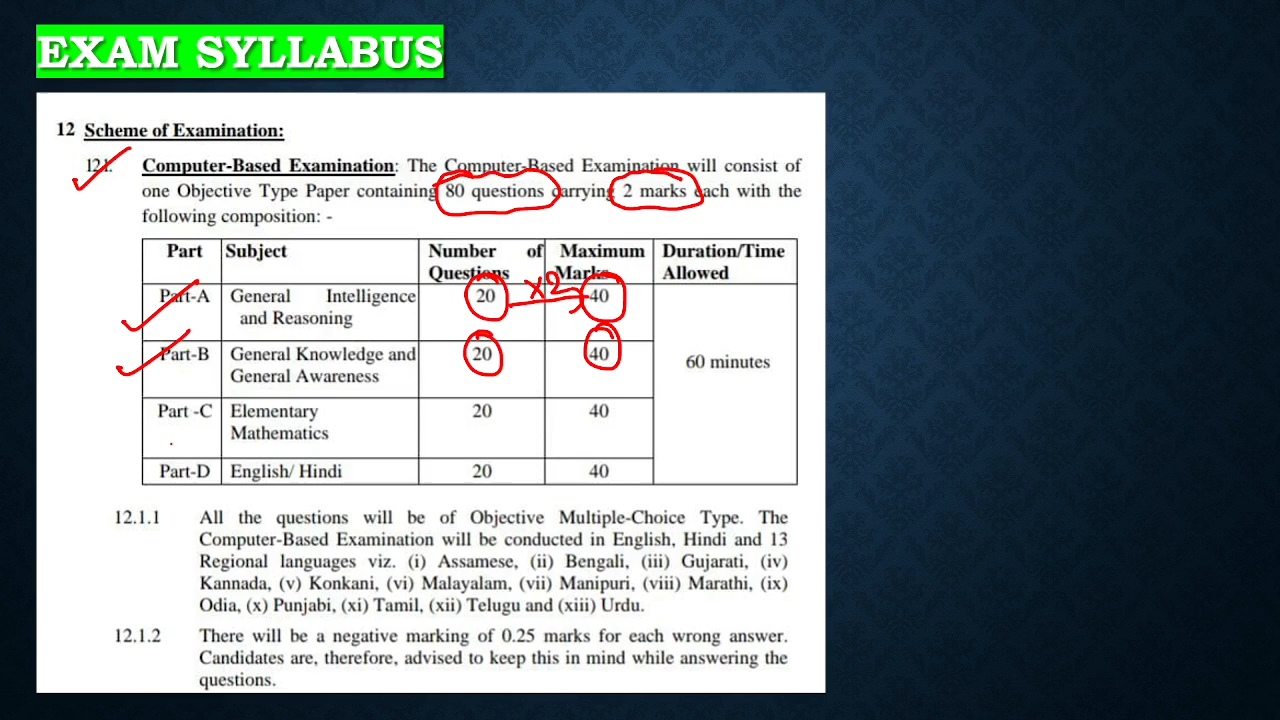 EXAM SYLLABUS
12 Scheme of Examination:
12.1. Computer-Based Examination: The Computer-Based Examination will consist of
one Objective Type Paper containing 80 questions carrying 2 marks each with the
following composition: -
Part Subject Number of Maximum Duration/Time
Questions Marks Allowed
Part-A General Intelligence 20 ×2 40
and Reasoning
Part-B General Knowledge and 20 40 60 minutes
General Awareness
Part -C Elementary 20 40
Mathematics
Part-D English/ Hindi 20 40
12.1.1 All the questions will be of Objective Multiple-Choice Type. The
Computer-Based Examination will be conducted in English, Hindi and 13
Regional languages viz. (i) Assamese, (ii) Bengali, (iii) Gujarati, (iv)
Kannada, (v) Konkani, (vi) Malayalam, (vii) Manipuri, (viii) Marathi, (ix)
Odia, (x) Punjabi, (xi) Tamil, (xii) Telugu and (xiii) Urdu.
12.1.2 There will be a negative marking of 0.25 marks for each wrong answer.
Candidates are, therefore, advised to keep this in mind while answering the
questions.